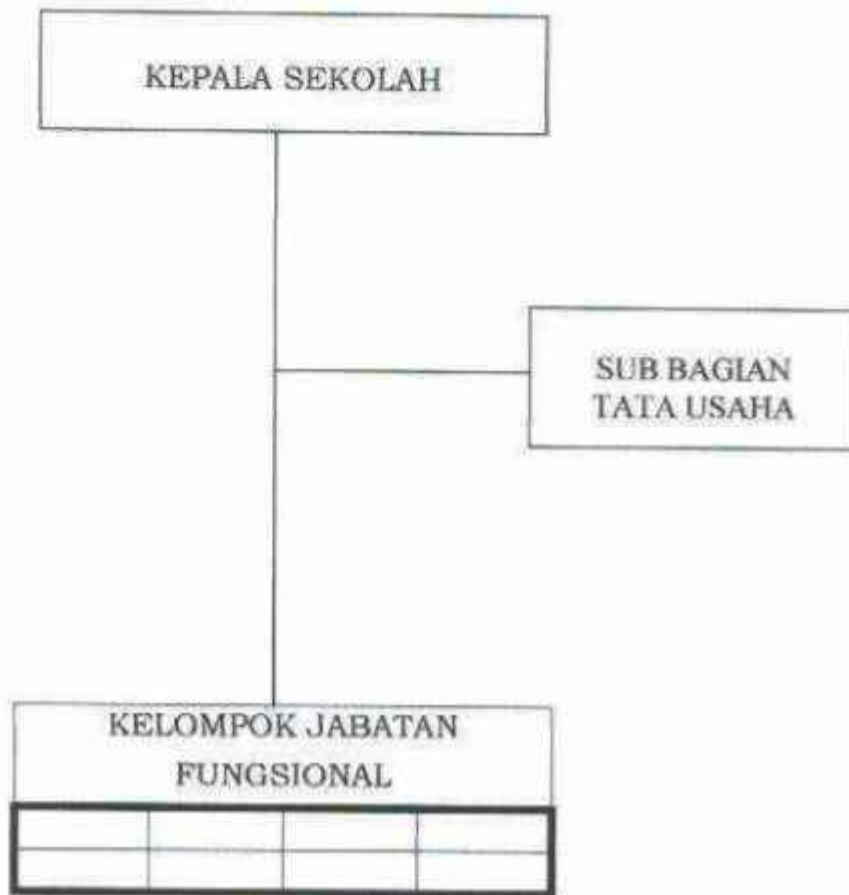 KEPALA SEKOLAH
SUB BAGIAN
TATA USAHA
KELOMPOK JABATAN
FUNGSIONAL